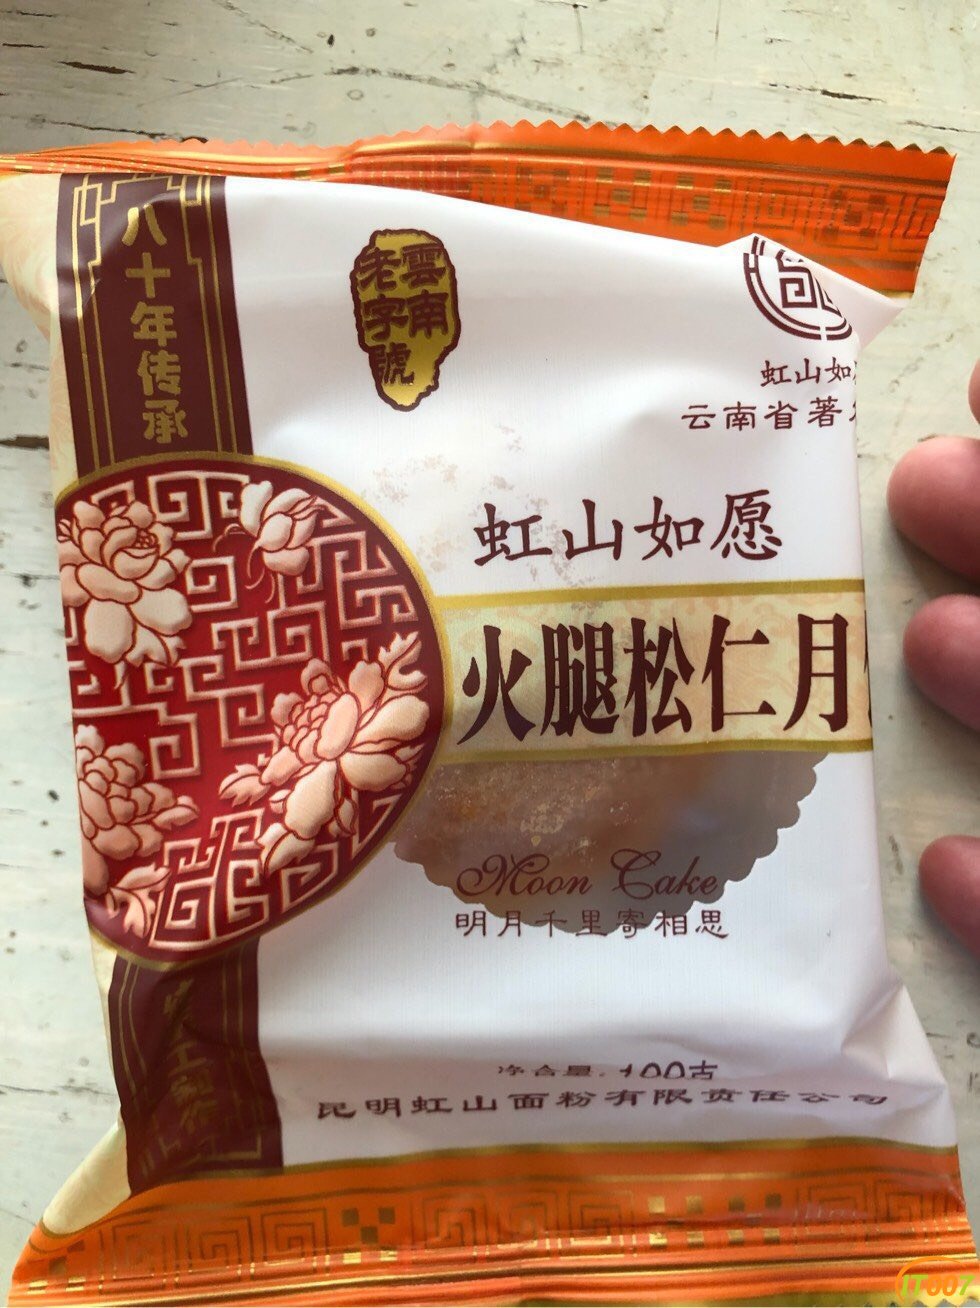 八十年传承
雲南
老字號
虹山如
云南省著
虹山如愿
火腿松仁月
Moon Cake
明月千里寄相思
净含量:100古
昆明虹山面粉有限责任公司
IT007